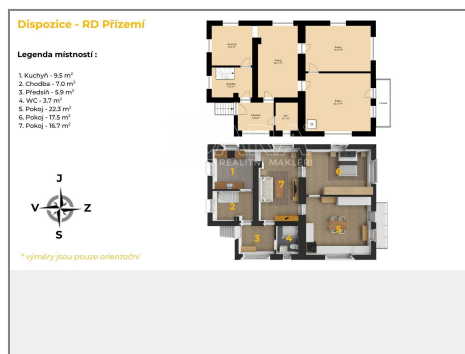 Dispozice - RD Přízemí
Legenda místností :
1. Kuchyň - 9.5 m²
2. Chodba - 7.0 m²
3. Předsíň - 5.9 m²
4. WC - 3.7 m²
5. Pokoj - 22.3 m²
6. Pokoj - 17.5 m²
7. Pokoj - 16.7 m²
REALITNÍ MAKLÉŘI
1
2
3
4
5
6
7
J
V
Z
S
* výměry jsou pouze orientační